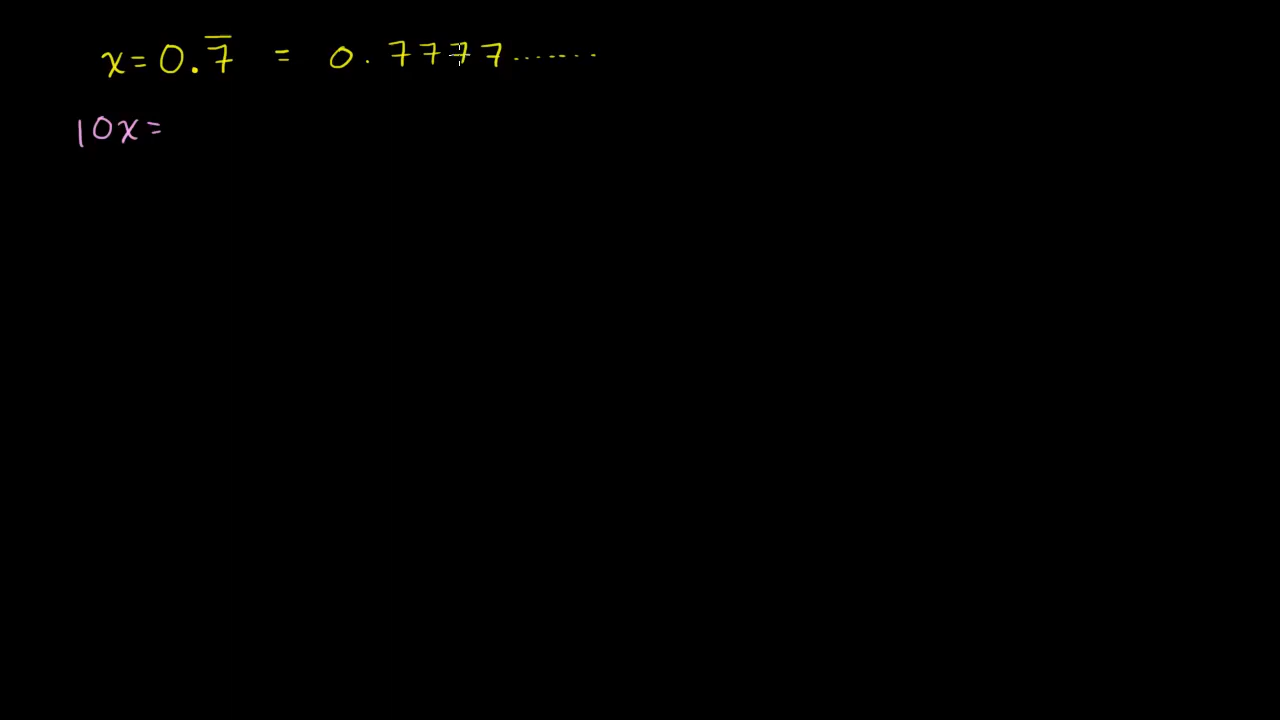 x = 0.7̅ = 0.7777.......
10x =